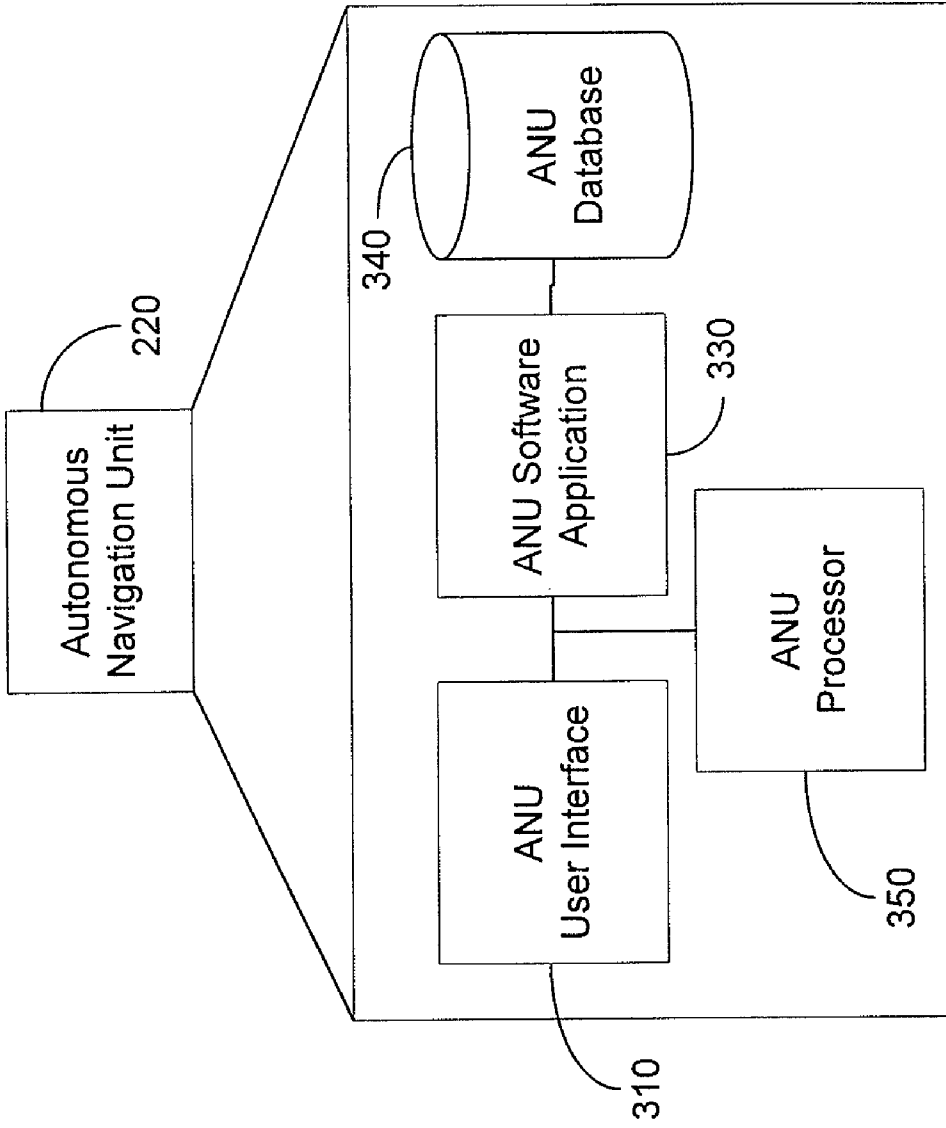 Autonomous
Navigation Unit
220
340
ANU
Database
ANU Software
Application
330
ANU
User Interface
310
ANU
Processor
350